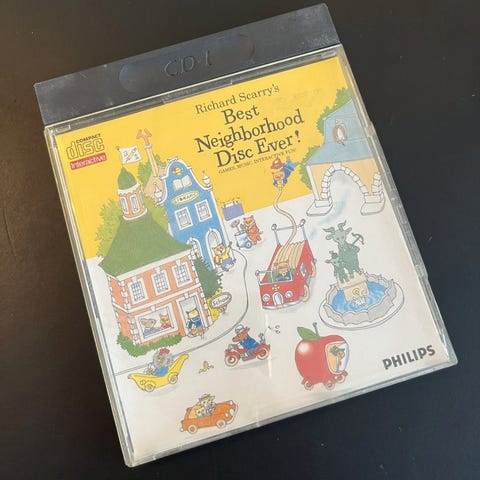 CD-I
COMPACT
disc
Interactive
Richard Scarry's
Best
Neighborhood
Disc Ever!
GAMES, MUSIC, INTERACTIVE FUN!
PHILIPS